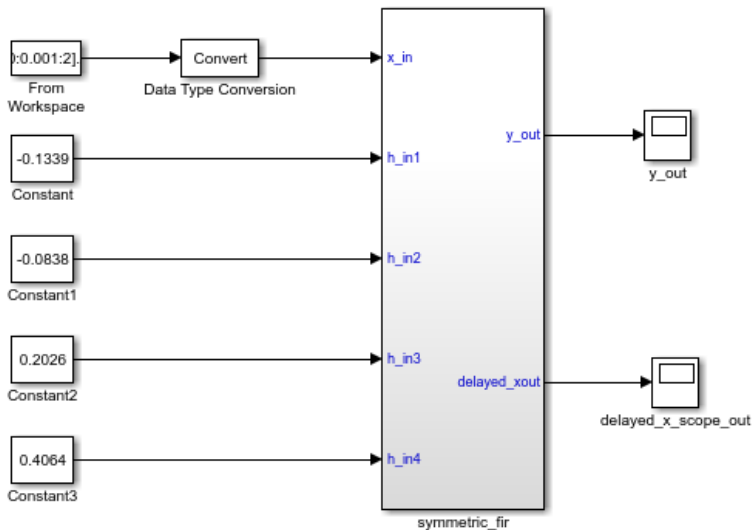 ):0.001:2].
From
Workspace
Convert
Data Type Conversion
x_in
-0.1339
Constant
h_in1
y_out
y_out
-0.0838
Constant1
h_in2
0.2026
Constant2
h_in3
delayed_xout
delayed_x_scope_out
0.4064
Constant3
h_in4
symmetric_fir